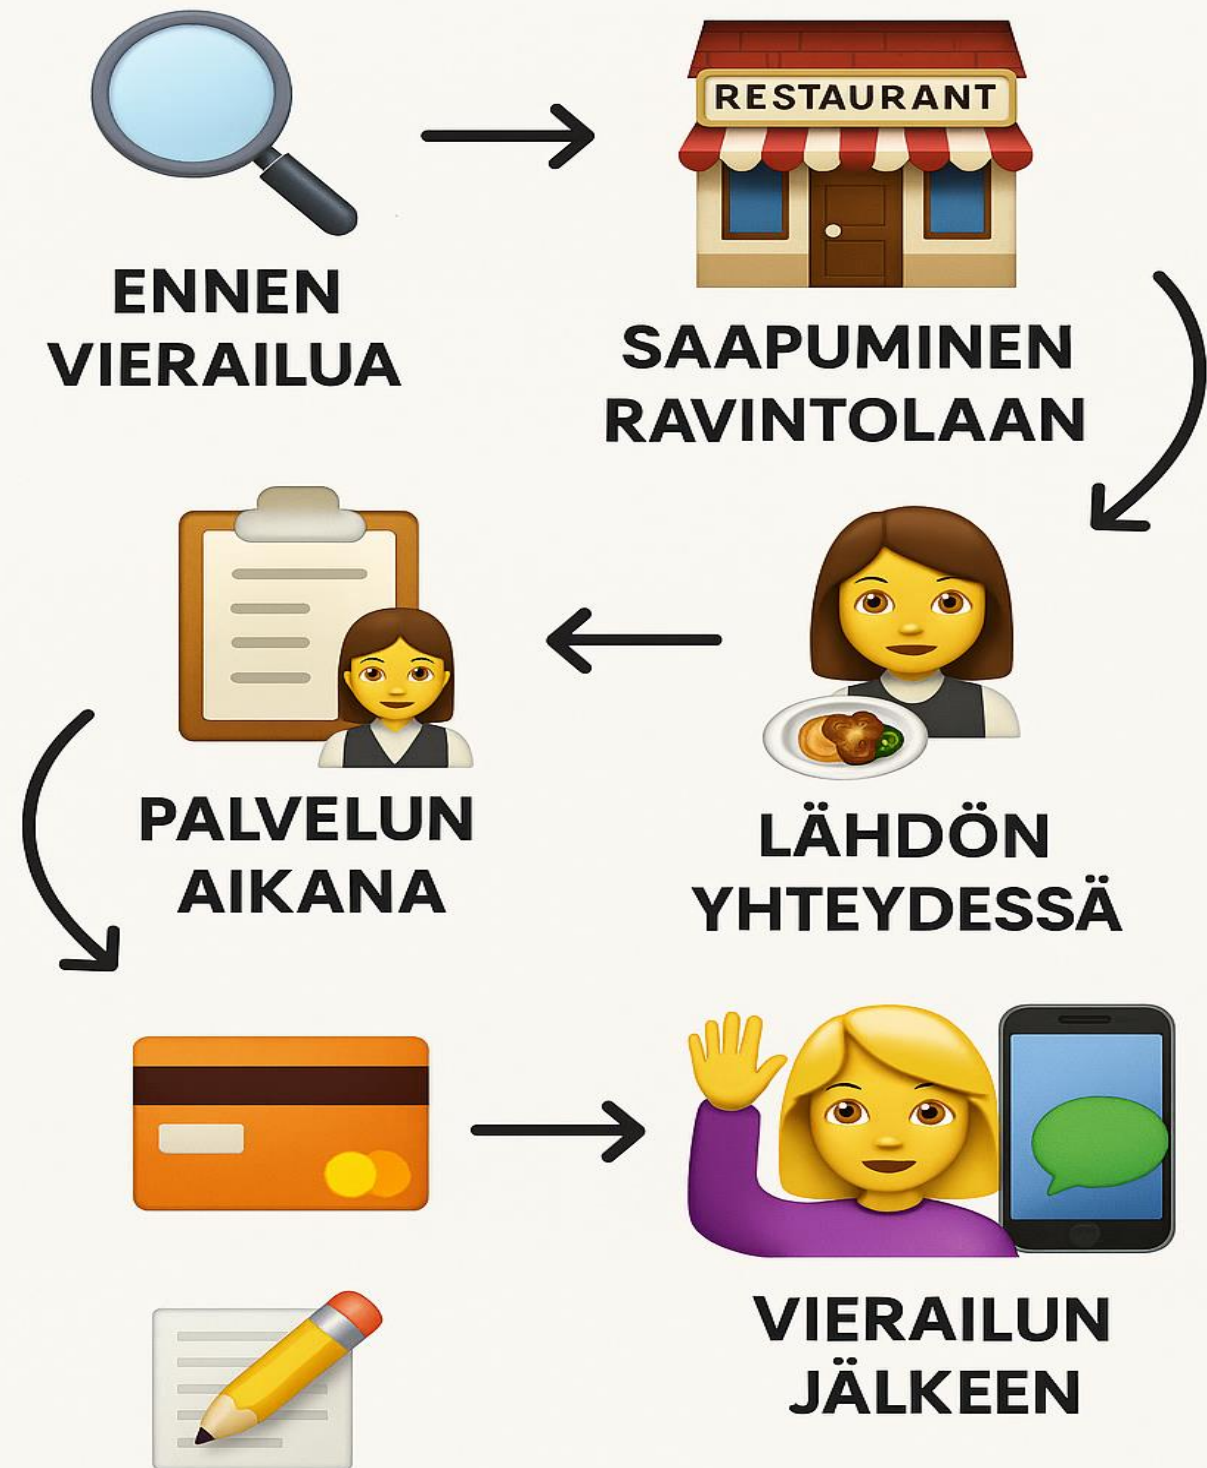 ENNEN
VIERAILUA
RESTAURANT
SAAPUMINEN
RAVINTOLAAN
LÄHDÖN
YHTEYDESSÄ
PALVELUN
AIKANA
VIERAILUN
JÄLKEEN